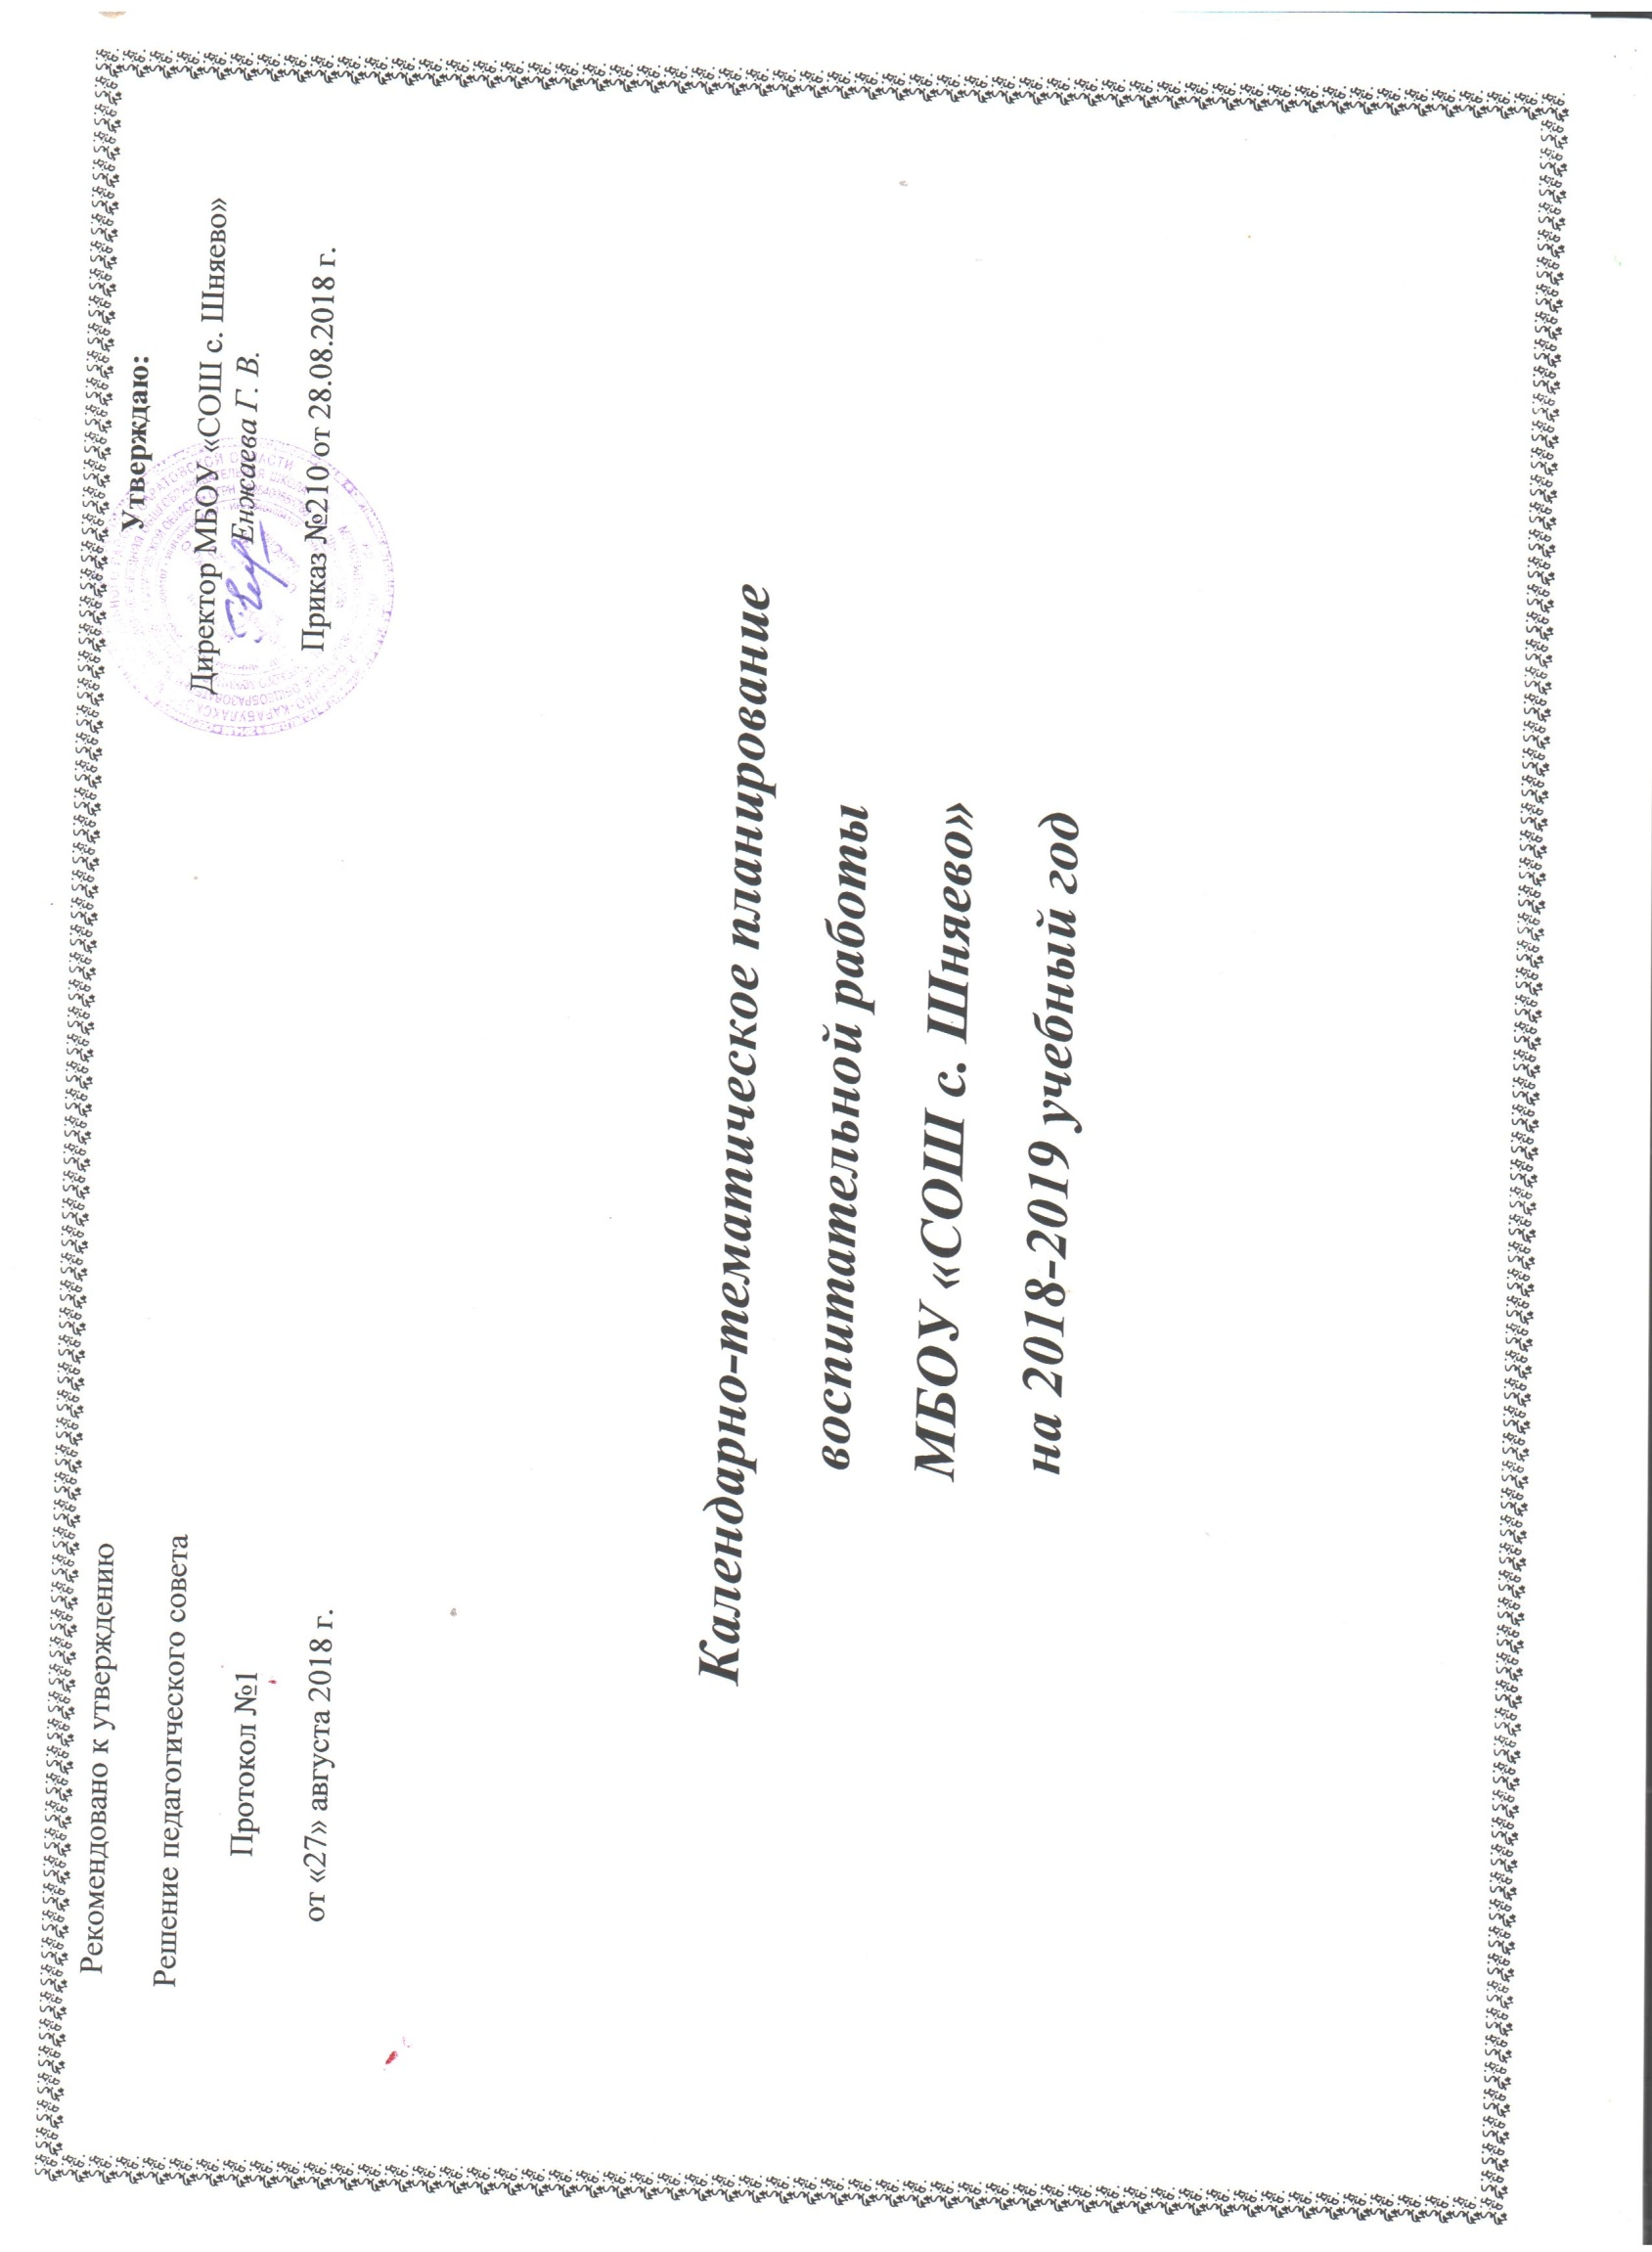 Рекомендовано к утверждению
Решение педагогического совета
Протокол №1
от «27» августа 2018 г.
Утверждаю:
Директор МБОУ «СОШ с. Шняево»
Енжаева Г. В.
Приказ №210 от 28.08.2018 г.
Календарно-тематическое планирование
воспитательной работы
МБОУ «СОШ с. Шняево»
на 2018-2019 учебный год